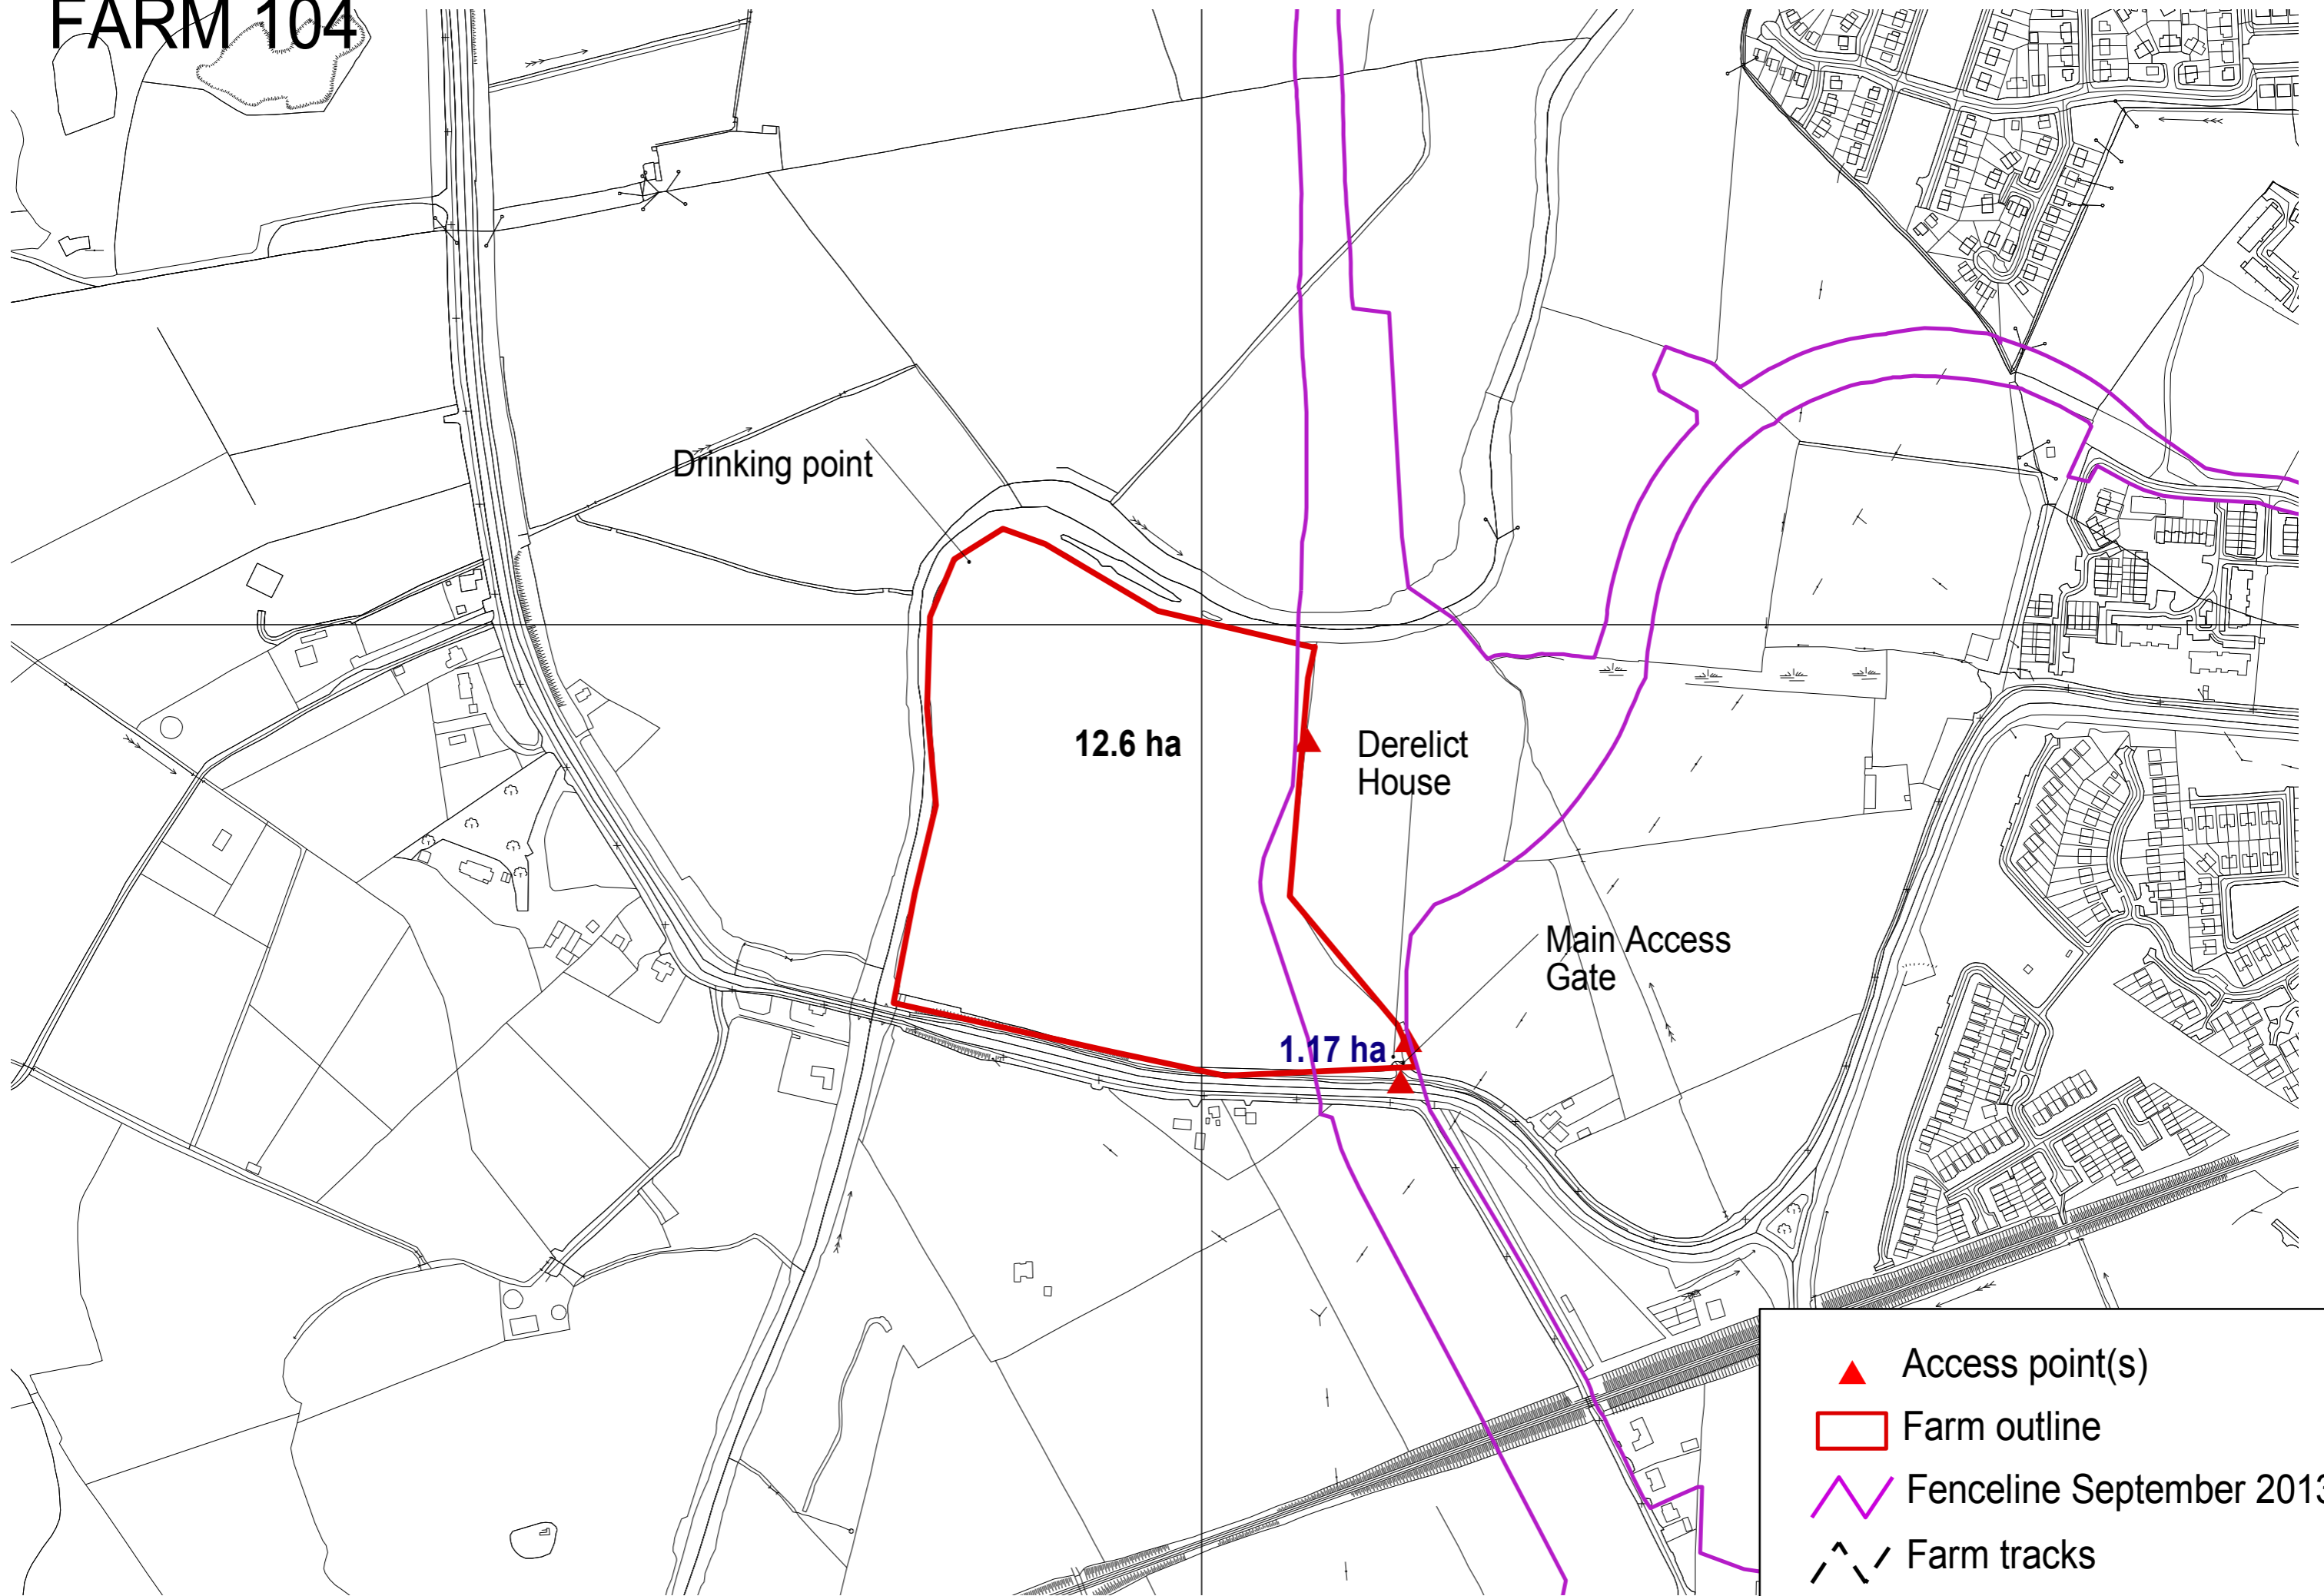 FARM 104
Drinking point
12.6 ha
Derelict
House
Main Access
Gate
1.17 ha
Access point(s)
Farm outline
Fenceline September 2013
Farm tracks